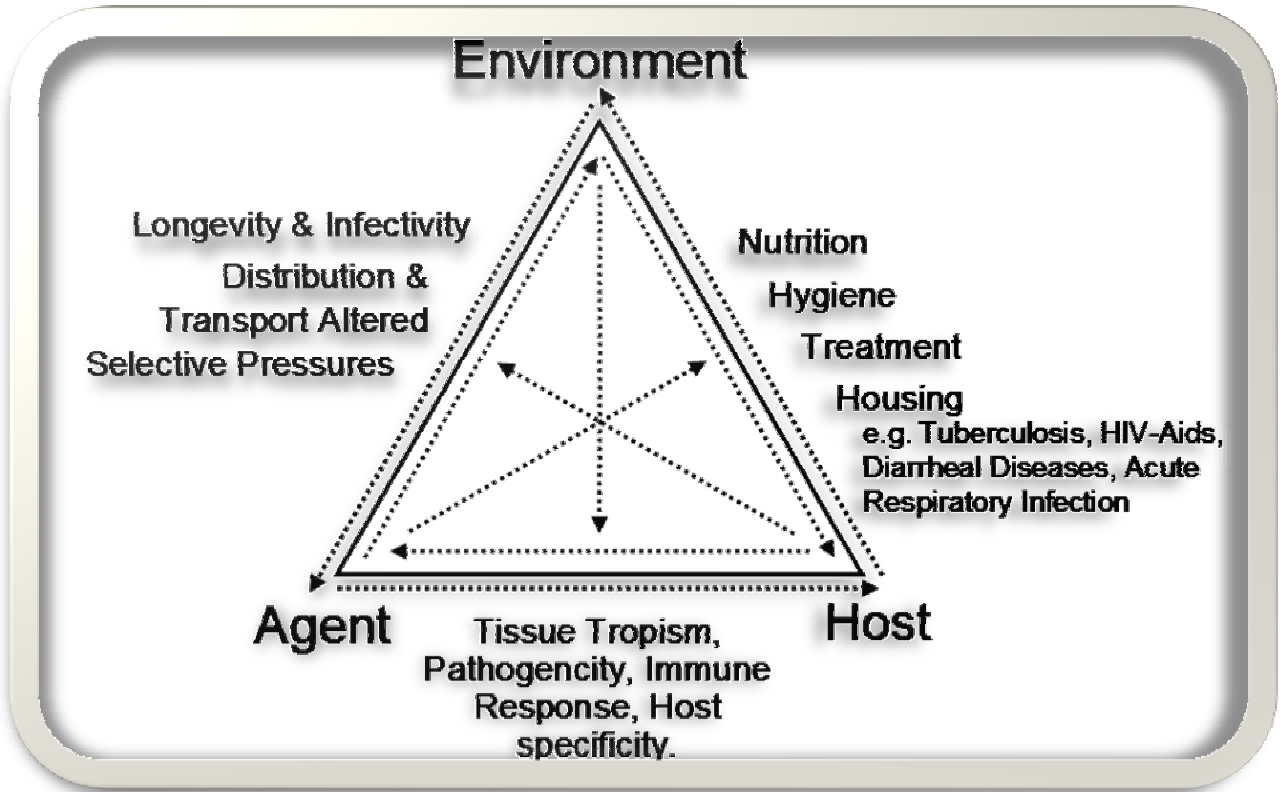 Environment
Longevity & Infectivity
Distribution &
Transport Altered
Selective Pressures
Nutrition
Hygiene
Treatment
Housing
e.g. Tuberculosis, HIV-Aids,
Diarrheal Diseases, Acute
Respiratory Infection
Agent
Host
Tissue Tropism,
Pathogencity, Immune
Response, Host
specificity.